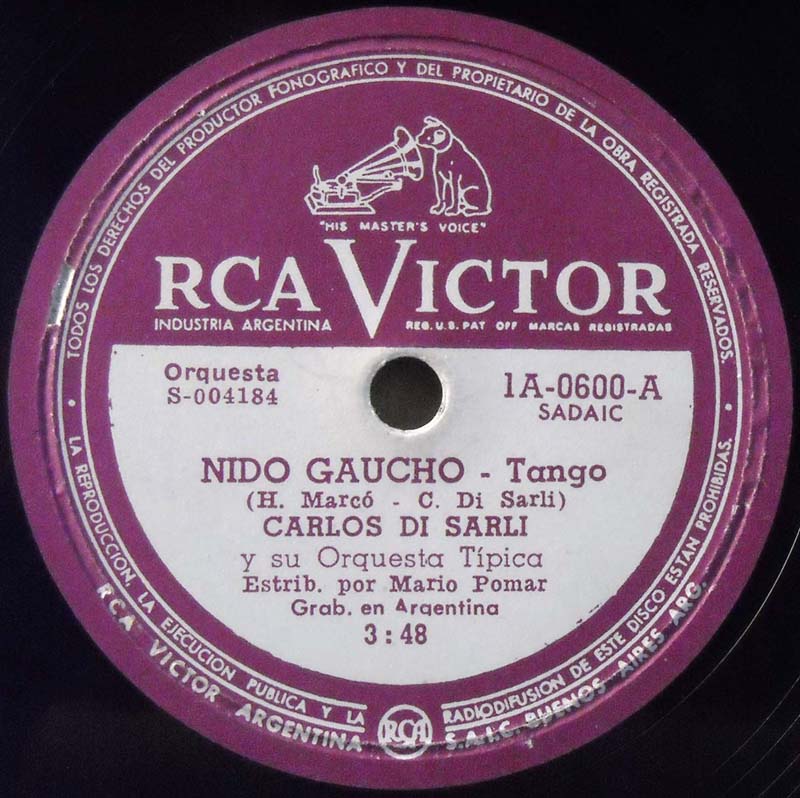 TODOS LOS DERECHOS DEL PRODUCTOR FONOGRAFICO Y DEL PROPIETARIO DE LA OBRA REGISTRADA RESERVADOS.
"HIS MASTER'S VOICE"
RCA VICTOR
INDUSTRIA ARGENTINA
REG. U.S. PAT OFF MARCAS REGISTRADAS
Orquesta
S-004184
1A-0600-A
SADAIC
NIDO GAUCHO - Tango
(H. Marcó - C. Di Sarli)
CARLOS DI SARLI
y su Orquesta Típica
Estrib. por Mario Pomar
Grab. en Argentina
3:48
LA REPRODUCCION, LA EJECUCION PUBLICA Y LA RADIODIFUSION DE ESTE DISCO ESTAN PROHIBIDAS.
RCA VICTOR ARGENTINA S.A.I.C. BUENOS AIRES ARG.
RCA